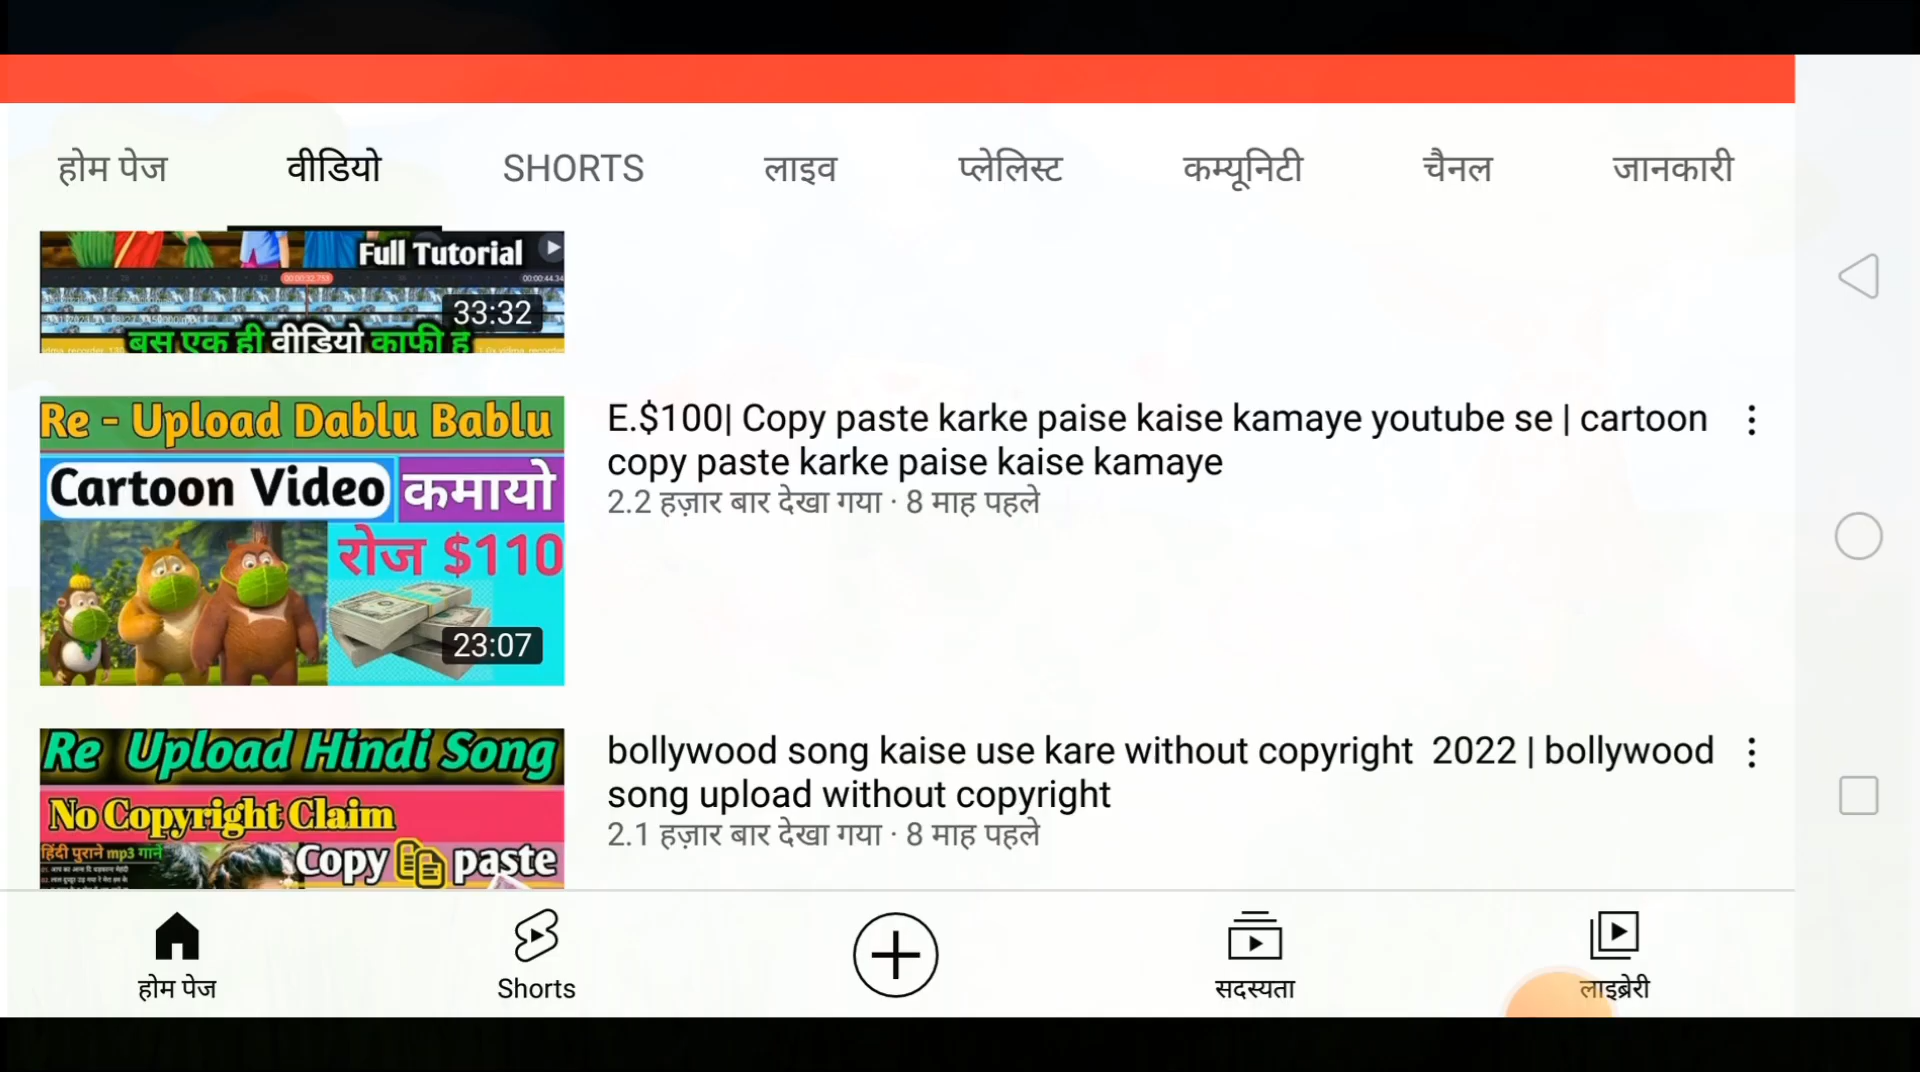 होम पेज
वीडियो
SHORTS
लाइव
प्लेलिस्ट
कम्यूनिटी
चैनल
जानकारी
Full Tutorial
33:32
बस एक ही वीडियो काफी ह
Re - Upload Dablu Bablu
Cartoon Video कमायो
रोज $110
23:07
E.$100| Copy paste karke paise kaise kamaye youtube se | cartoon
copy paste karke paise kaise kamaye
2.2 हज़ार बार देखा गया · 8 माह पहले
Re Upload Hindi Song
No Copyright Claim
हिंदी पुराने mp3 गाने
Copy paste
bollywood song kaise use kare without copyright 2022 | bollywood
song upload without copyright
2.1 हज़ार बार देखा गया · 8 माह पहले
होम पेज
Shorts
सदस्यता
लाइब्रेरी